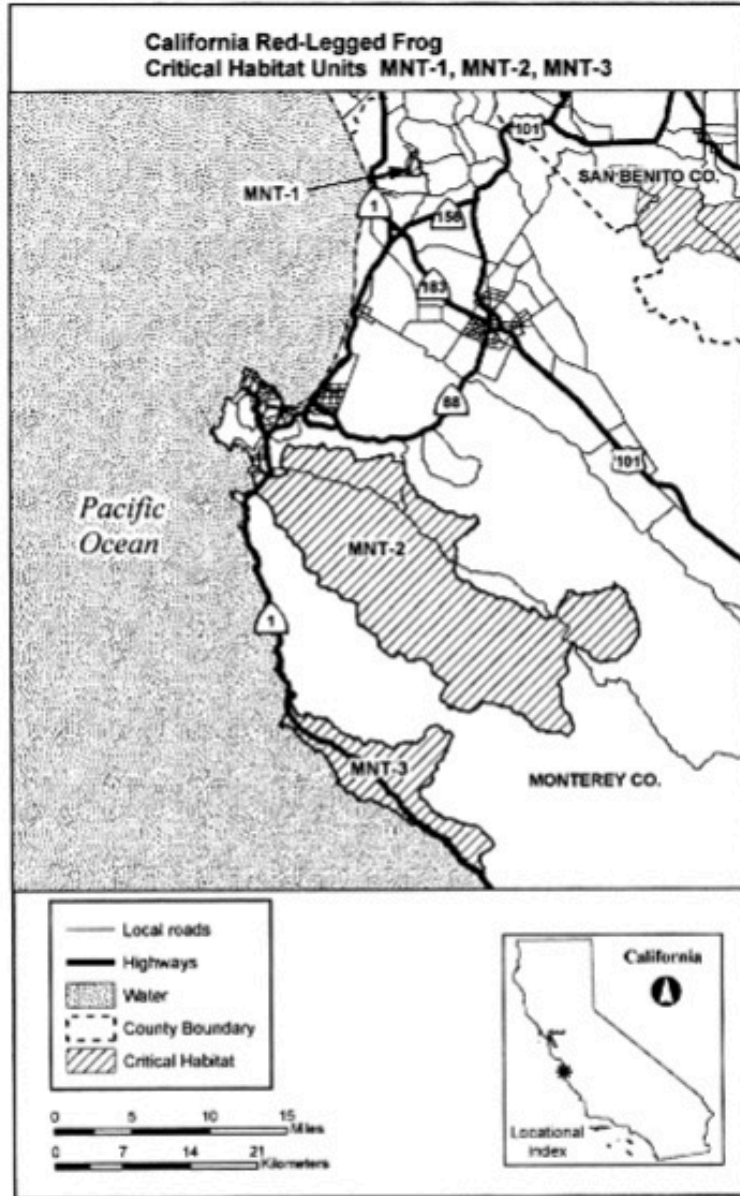 California Red-Legged Frog
Critical Habitat Units MNT-1, MNT-2, MNT-3
101
SAN BENITO CO.
MNT-1
1
156
183
68
101
Pacific
Ocean
MNT-2
1
MNT-3
MONTEREY CO.
Local roads
Highways
Water
County Boundary
Critical Habitat
California
0 5 10 15
Miles
0 7 14 21
Kilometers
Locational
Index